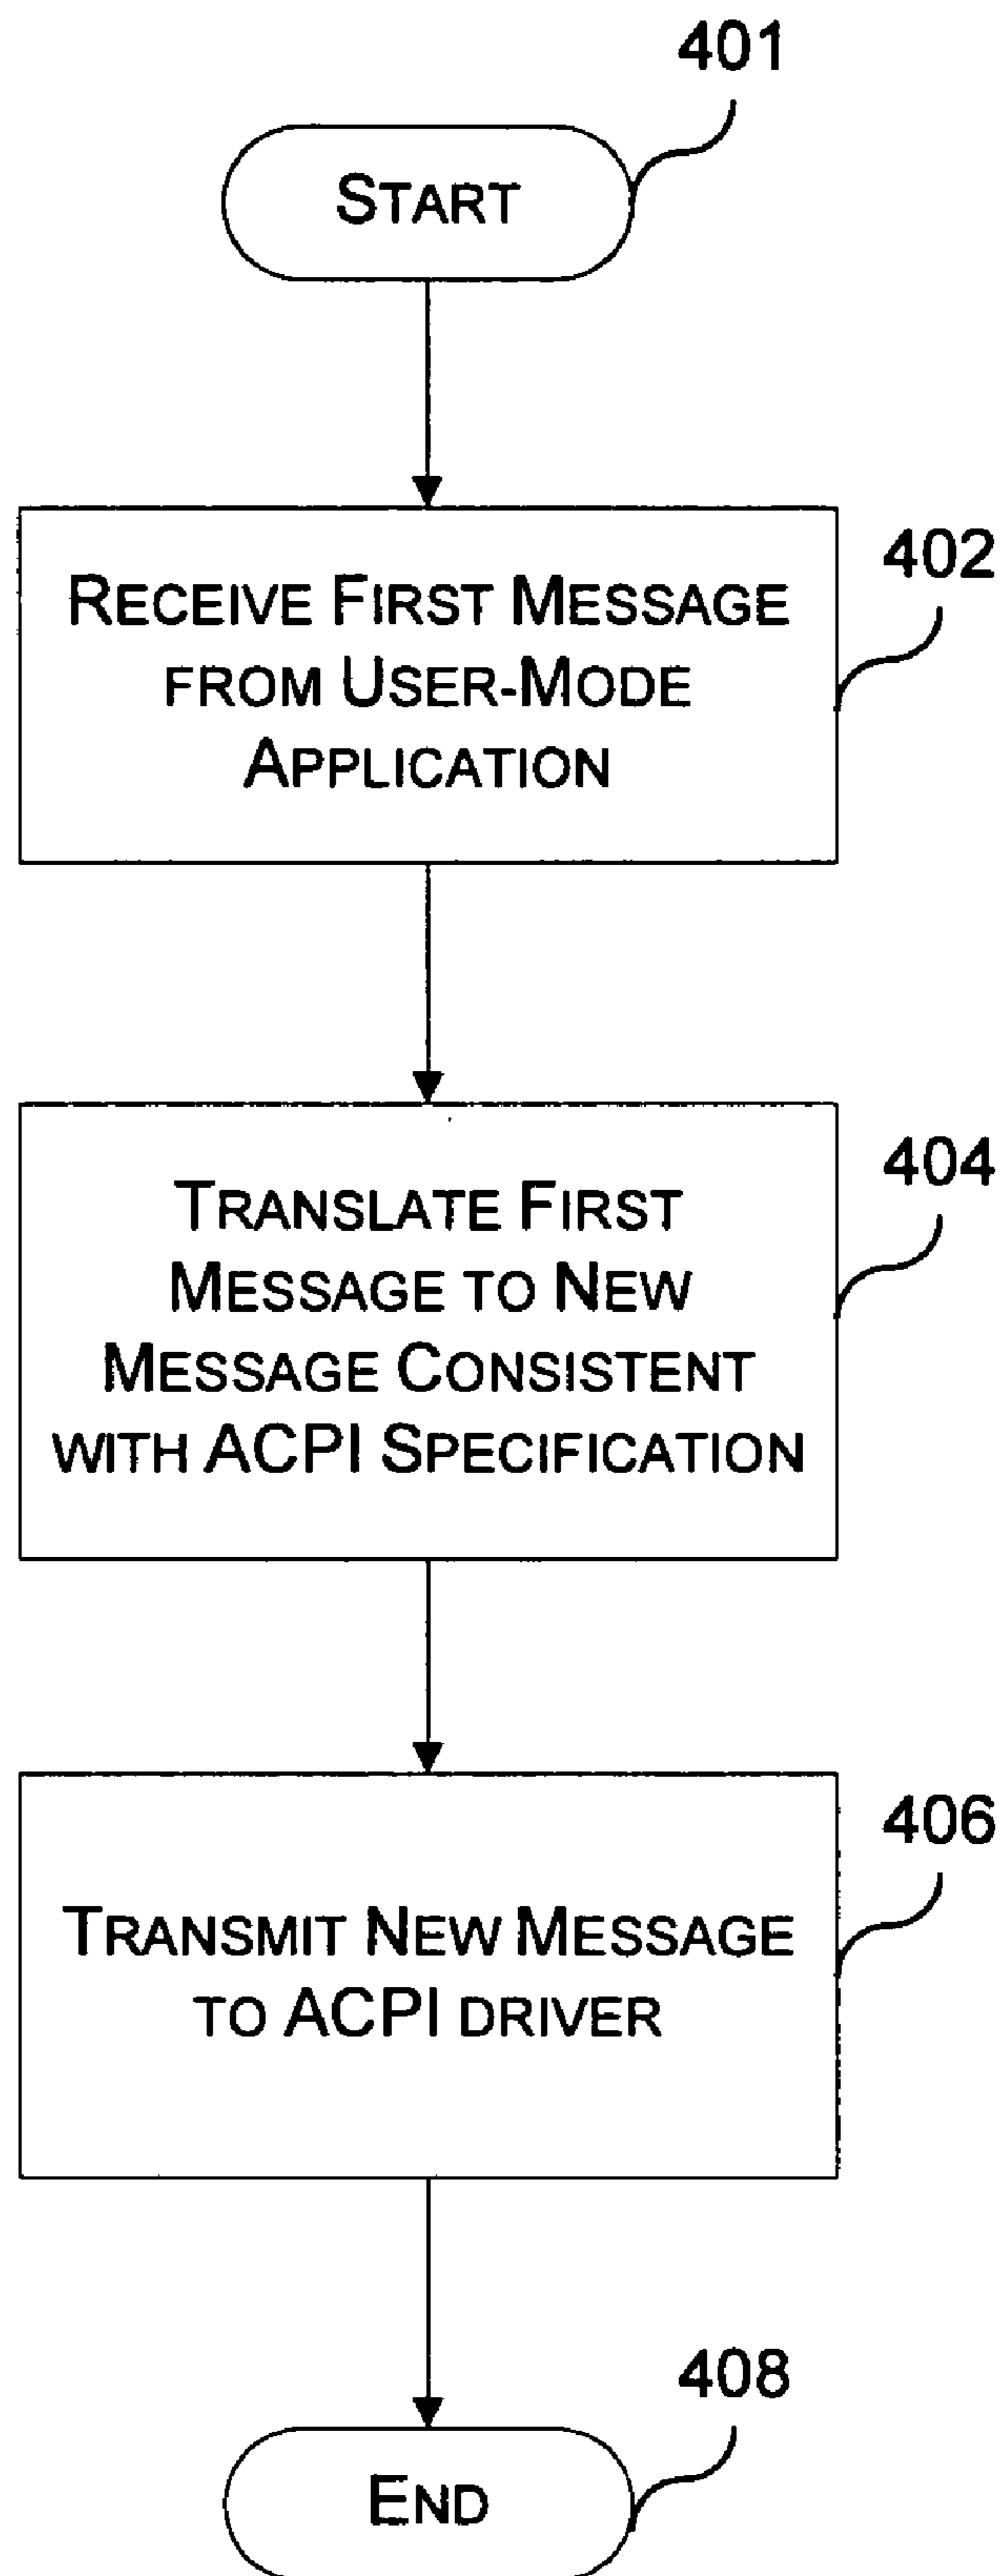 401
START
402
RECEIVE FIRST MESSAGE
FROM USER-MODE
APPLICATION
404
TRANSLATE FIRST
MESSAGE TO NEW
MESSAGE CONSISTENT
WITH ACPI SPECIFICATION
406
TRANSMIT NEW MESSAGE
TO ACPI DRIVER
408
END